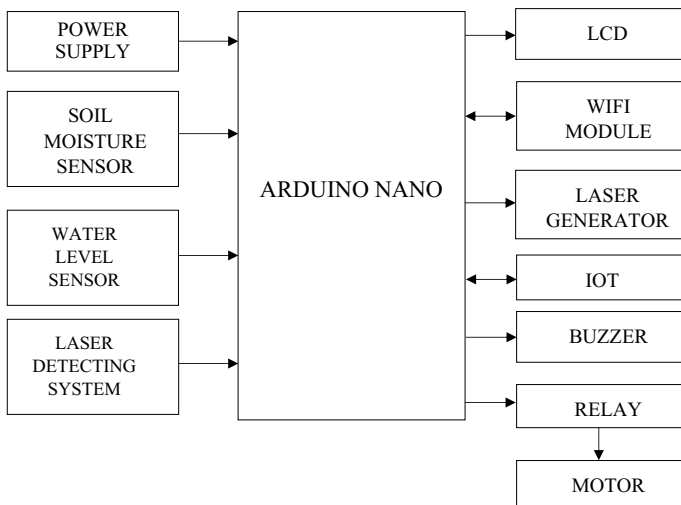 POWER
SUPPLY
SOIL
MOISTURE
SENSOR
WATER
LEVEL
SENSOR
LASER
DETECTING
SYSTEM
ARDUINO NANO
LCD
WIFI
MODULE
LASER
GENERATOR
IOT
BUZZER
RELAY
MOTOR